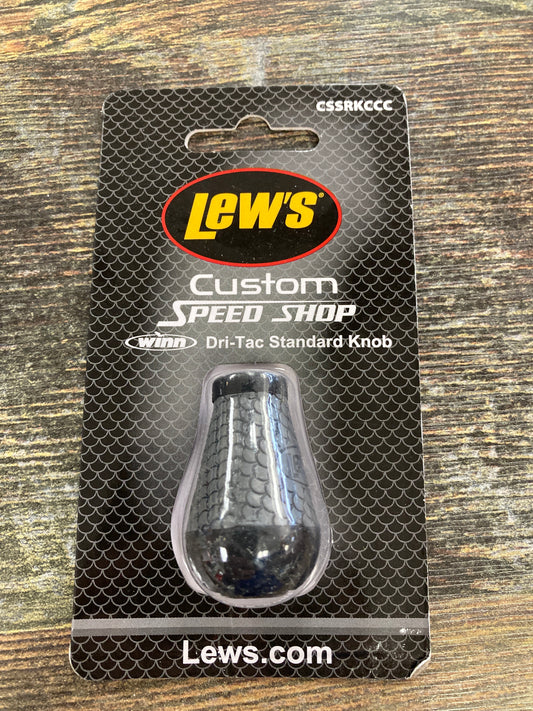 CSSRKCCC
Lew's®
Custom
SPEED SHOP
winn Dri-Tac Standard Knob
Lews.com